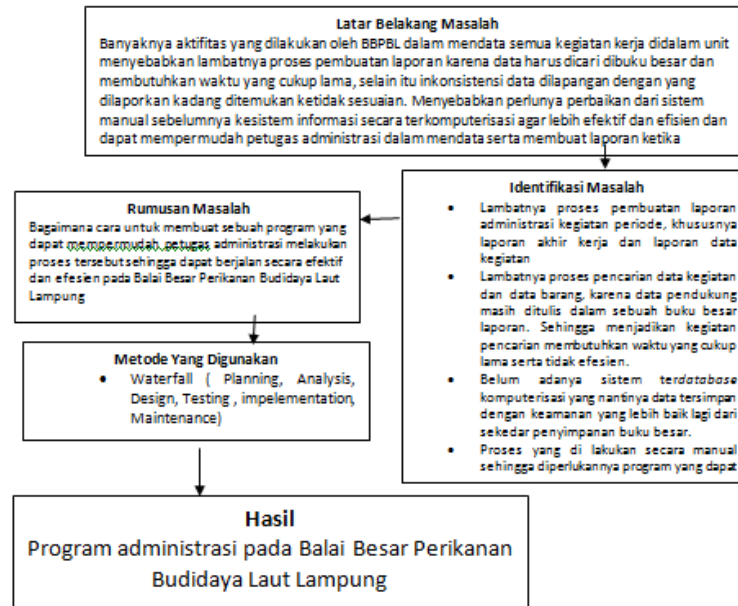 Latar Belakang Masalah
Banyaknya aktifitas yang dilakukan oleh BBPBL dalam mendata semua kegiatan kerja didalam unit
menyebabkan lambatnya proses pembuatan laporan karena data harus dicari dibuku besar dan
membutuhkan waktu yang cukup lama, selain itu inkonsistensi data dilapangan dengan yang
dilaporkan kadang ditemukan ketidak sesuaian. Menyebabkan perlunya perbaikan dari sistem
manual sebelumnya kesistem informasi secara terkomputerisasi agar lebih efektif dan efisien dan
dapat mempermudah petugas administrasi dalam mendata serta membuat laporan ketika
Rumusan Masalah
Bagaimana cara untuk membuat sebuah program yang
dapat mempermudah petugas administrasi melakukan
proses tersebut sehingga dapat berjalan secara efektif
dan efesien pada Balai Besar Perikanan Budidaya Laut
Lampung
Identifikasi Masalah
• Lambatnya proses pembuatan laporan
administrasi kegiatan periode, khususnya
laporan akhir kerja dan laporan data
kegiatan
• Lambatnya proses pencarian data kegiatan
dan data barang, karena data pendukung
masih ditulis dalam sebuah buku besar
laporan. Sehingga menjadikan kegiatan
pencarian membutuhkan waktu yang cukup
lama serta tidak efesien.
• Belum adanya sistem terdatabase
komputerisasi yang nantinya data tersimpan
dengan keamanan yang lebih baik lagi dari
sekedar penyimpanan buku besar.
• Proses yang di lakukan secara manual
sehingga diperlukannya program yang dapat
Metode Yang Digunakan
• Waterfall ( Planning, Analysis,
Design, Testing , impelementation,
Maintenance)
Hasil
Program administrasi pada Balai Besar Perikanan
Budidaya Laut Lampung